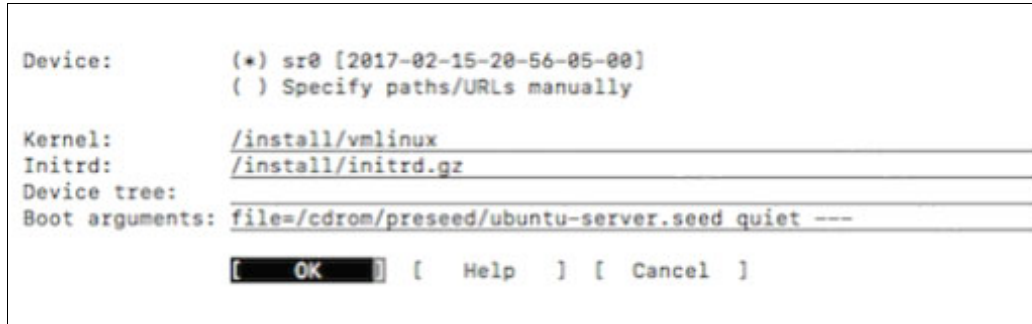 Device: (*) sr0 [2017-02-15-20-56-05-00]
( ) Specify paths/URLs manually
Kernel: /install/vmlinux
Initrd: /install/initrd.gz
Device tree:
Boot arguments: file=/cdrom/preseed/ubuntu-server.seed quiet ---
[ OK ] [ Help ] [ Cancel ]